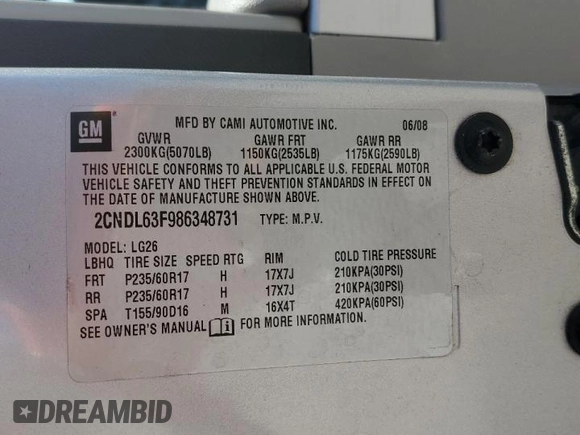 GM
MFD BY CAMI AUTOMOTIVE INC. 06/08
GVWR GAWR FRT GAWR RR
2300KG(5070LB) 1150KG(2535LB) 1175KG(2590LB)
THIS VEHICLE CONFORMS TO ALL APPLICABLE U.S. FEDERAL MOTOR
VEHICLE SAFETY AND THEFT PREVENTION STANDARDS IN EFFECT ON
THE DATE OF MANUFACTURE SHOWN ABOVE.
2CNDL63F986348731 TYPE: M.P.V.
MODEL: LG26
LBHQ TIRE SIZE SPEED RTG RIM COLD TIRE PRESSURE
FRT P235/60R17 H 17X7J 210KPA(30PSI)
RR P235/60R17 H 17X7J 210KPA(30PSI)
SPA T155/90D16 M 16X4T 420KPA(60PSI)
SEE OWNER'S MANUAL FOR MORE INFORMATION.
DREAMBID